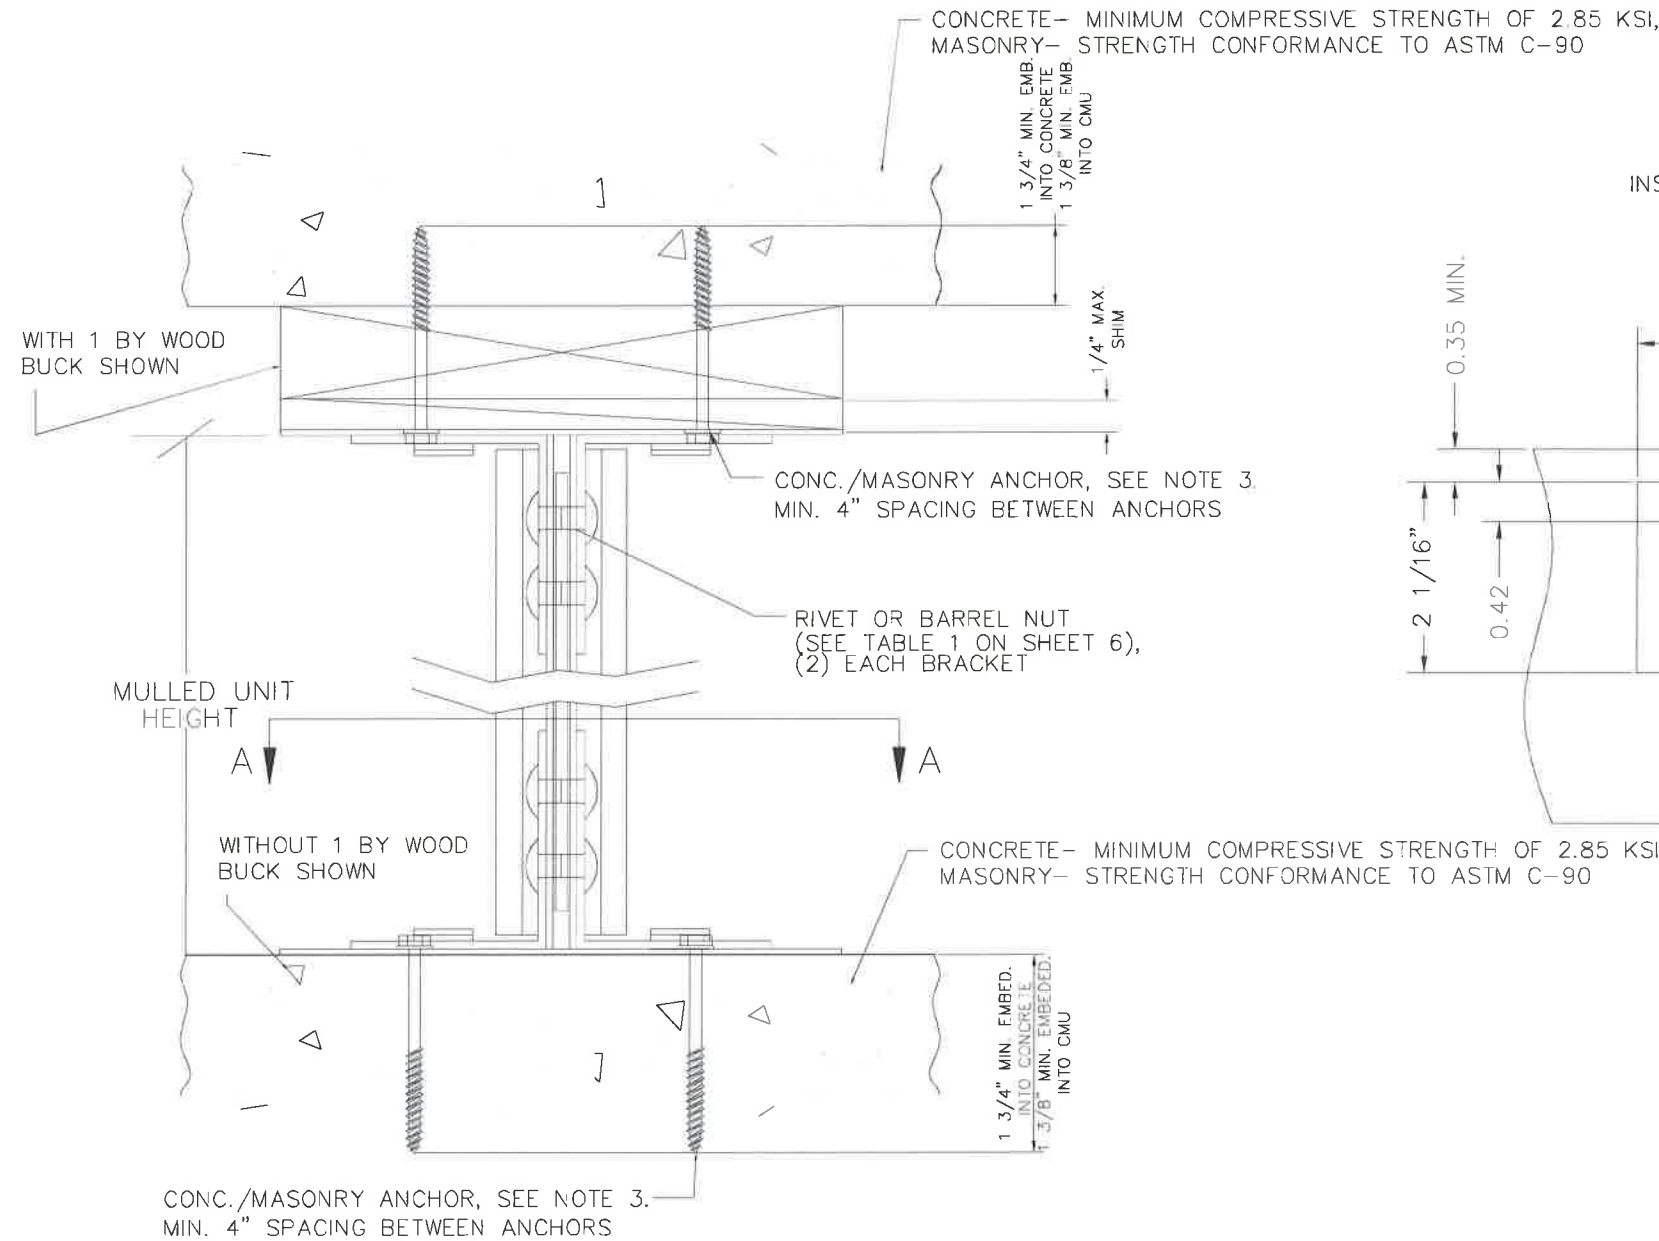 CONCRETE- MINIMUM COMPRESSIVE STRENGTH OF 2.85 KSI,
MASONRY- STRENGTH CONFORMANCE TO ASTM C-90
1 3/4" MIN. EMB.
INTO CONCRETE
1 3/8" MIN. EMB.
INTO CMU
WITH 1 BY WOOD
BUCK SHOWN
1/4" MAX.
SHIM
0.35 MIN.
CONC./MASONRY ANCHOR, SEE NOTE 3.
MIN. 4" SPACING BETWEEN ANCHORS
2 1/16"
0.42
RIVET OR BARREL NUT
(SEE TABLE 1 ON SHEET 6),
(2) EACH BRACKET
MULLED UNIT
HEIGHT
A
A
WITHOUT 1 BY WOOD
BUCK SHOWN
CONCRETE- MINIMUM COMPRESSIVE STRENGTH OF 2.85 KSI
MASONRY- STRENGTH CONFORMANCE TO ASTM C-90
1 3/4" MIN. EMBED.
INTO CONCRETE
1 3/8" MIN. EMBEDED.
INTO CMU
CONC./MASONRY ANCHOR, SEE NOTE 3.
MIN. 4" SPACING BETWEEN ANCHORS